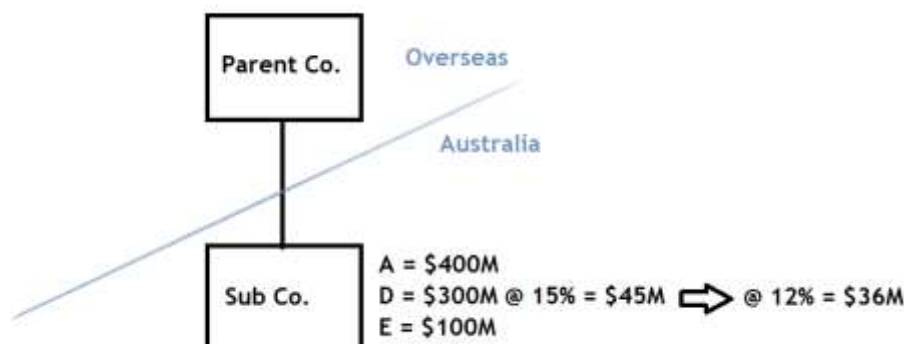 Parent Co.
Overseas
Australia
Sub Co.
A = $400M
D = $300M @ 15% = $45M
@ 12% = $36M
E = $100M